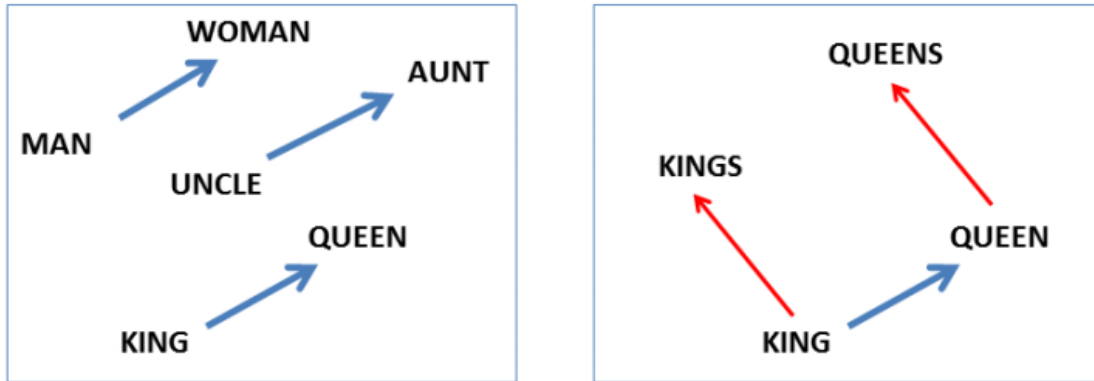 WOMAN
AUNT
MAN
UNCLE
QUEEN
KING
QUEENS
KINGS
QUEEN
KING